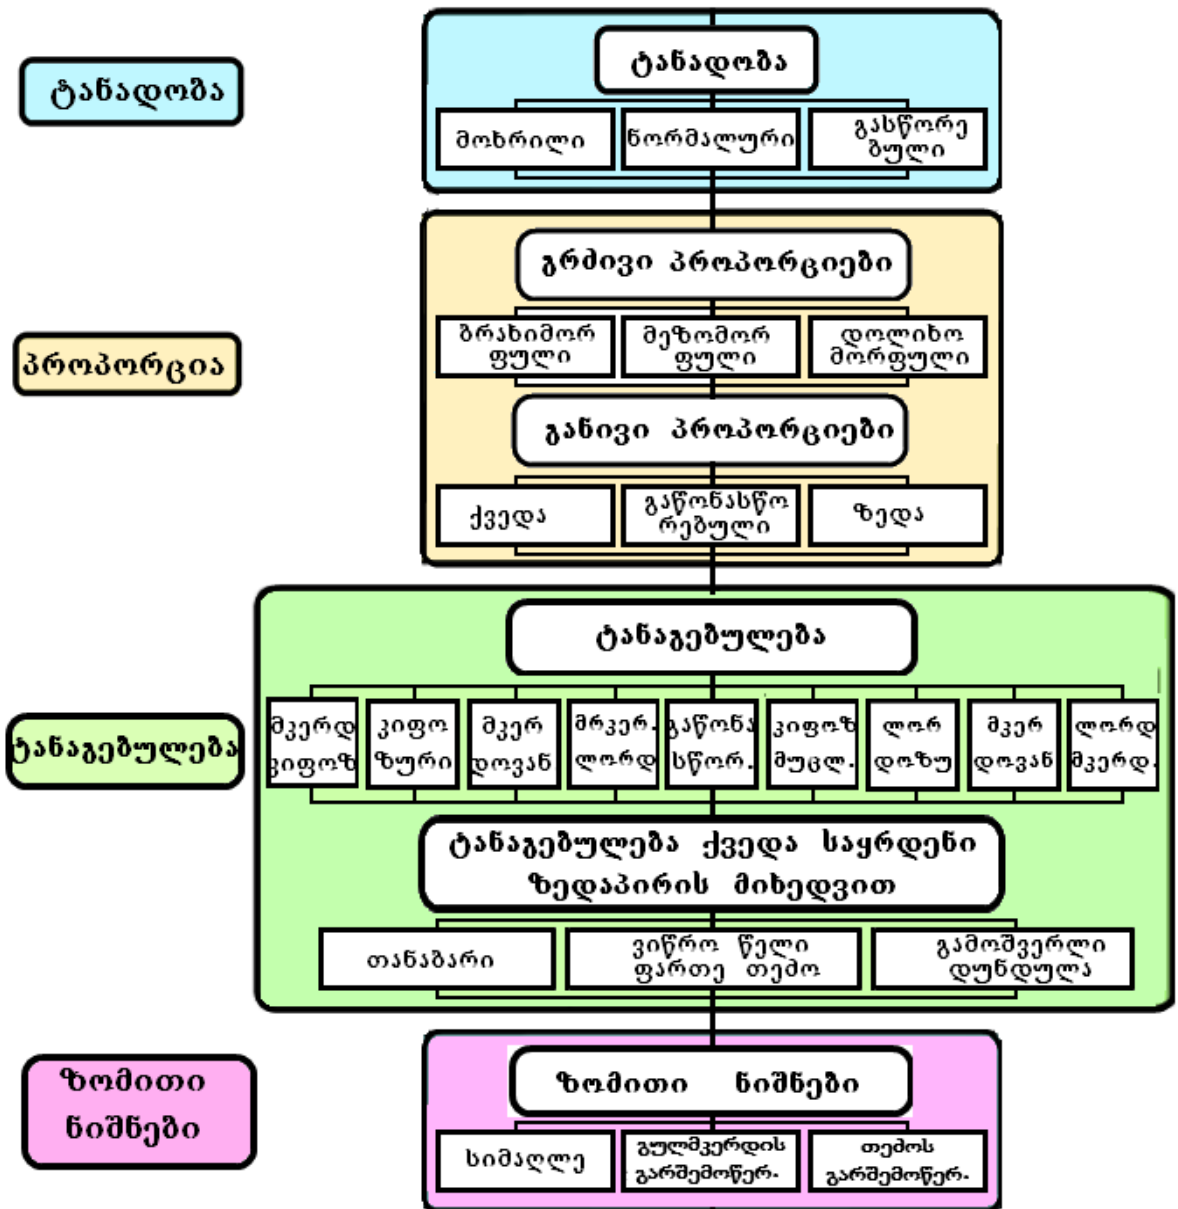 ტანადობა
ტანადობა
მოხრილი
ნორმალური
გასწორე
ბული
პროპორცია
გრძივი პროპორციები
ბრახიმორ
ფული
მეზომორ
ფული
დოლიხო
მორფული
განივი პროპორციები
ქვედა
გაწონასწო
რებული
ზედა
ტანაგებულება
ტანაგებულება
მკერდ
კიფოზ
კიფო
ზური
მკერ
დოვან
მრკერ.
ლორდ
გაწონა
სწორ.
კიფოზ
მუცლ.
ლორ
დოზუ
მკერ
დოვან
ლორდ
მკერდ.
ტანაგებულება ქვედა საყრდენი
ზედაპირის მიხედვით
თანაბარი
ვიწრო წელი
ფართე თემო
გამოშვერლი
დუნდულა
ზომითი
ნიშნები
ზომითი ნიშნები
სიმაღლე
გულმკერდის
გარშემოწერ.
თემოს
გარშემოწერ.